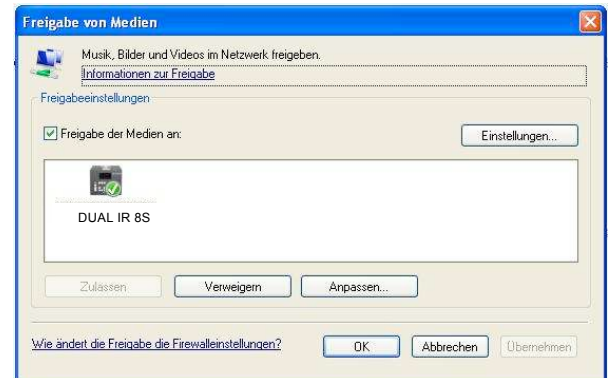 Freigabe von Medien
Musik, Bilder und Videos im Netzwerk freigeben.
Informationen zur Freigabe
Freigabeeinstellungen
Freigabe der Medien an:
Einstellungen...
DUAL IR 8S
Zulassen
Verweigern
Anpassen...
Wie ändert die Freigabe die Firewalleinstellungen?
OK
Abbrechen
Übernehmen